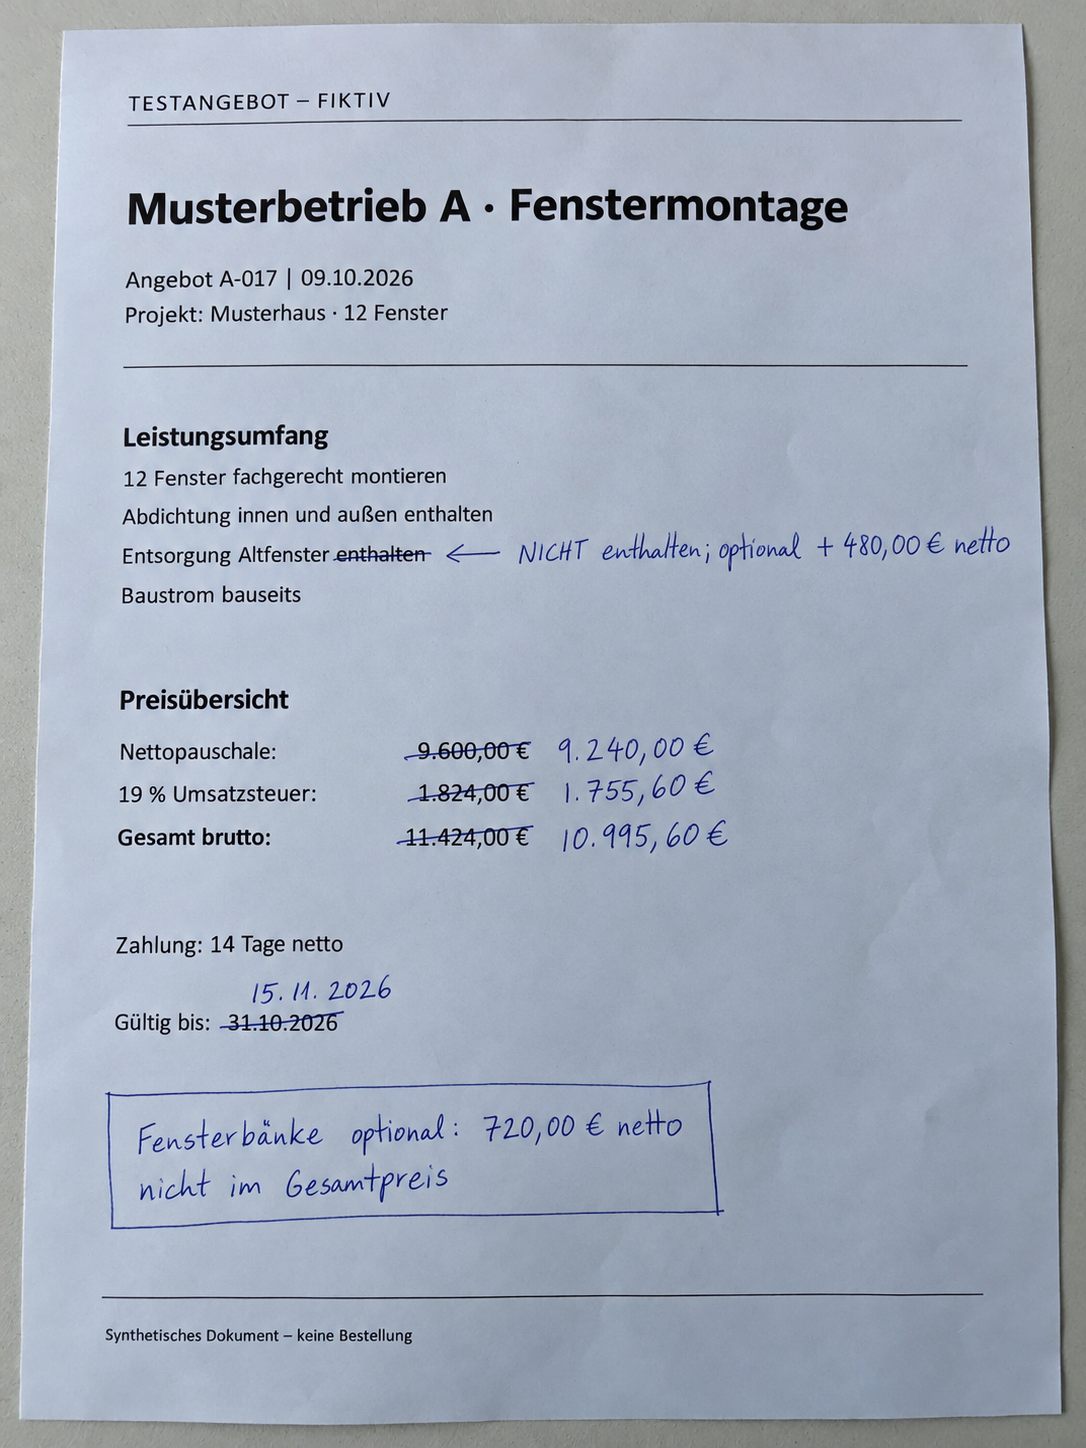 TESTANGEBOT – FIKTIV
Musterbetrieb A · Fenstermontage
Angebot A-017 | 09.10.2026
Projekt: Musterhaus · 12 Fenster
Leistungsumfang
12 Fenster fachgerecht montieren
Abdichtung innen und außen enthalten
Entsorgung Altfenster enthalten ← NICHT enthalten; optional + 480,00 € netto
Baustrom bauseits
Preisübersicht
Nettopauschale: 9.600,00 € 9.240,00 €
19 % Umsatzsteuer: 1.824,00 € 1.755,60 €
Gesamt brutto: 11.424,00 € 10.995,60 €
Zahlung: 14 Tage netto
15.11.2026
Gültig bis: 31.10.2026
Fensterbänke optional: 720,00 € netto
nicht im Gesamtpreis
Synthetisches Dokument – keine Bestellung